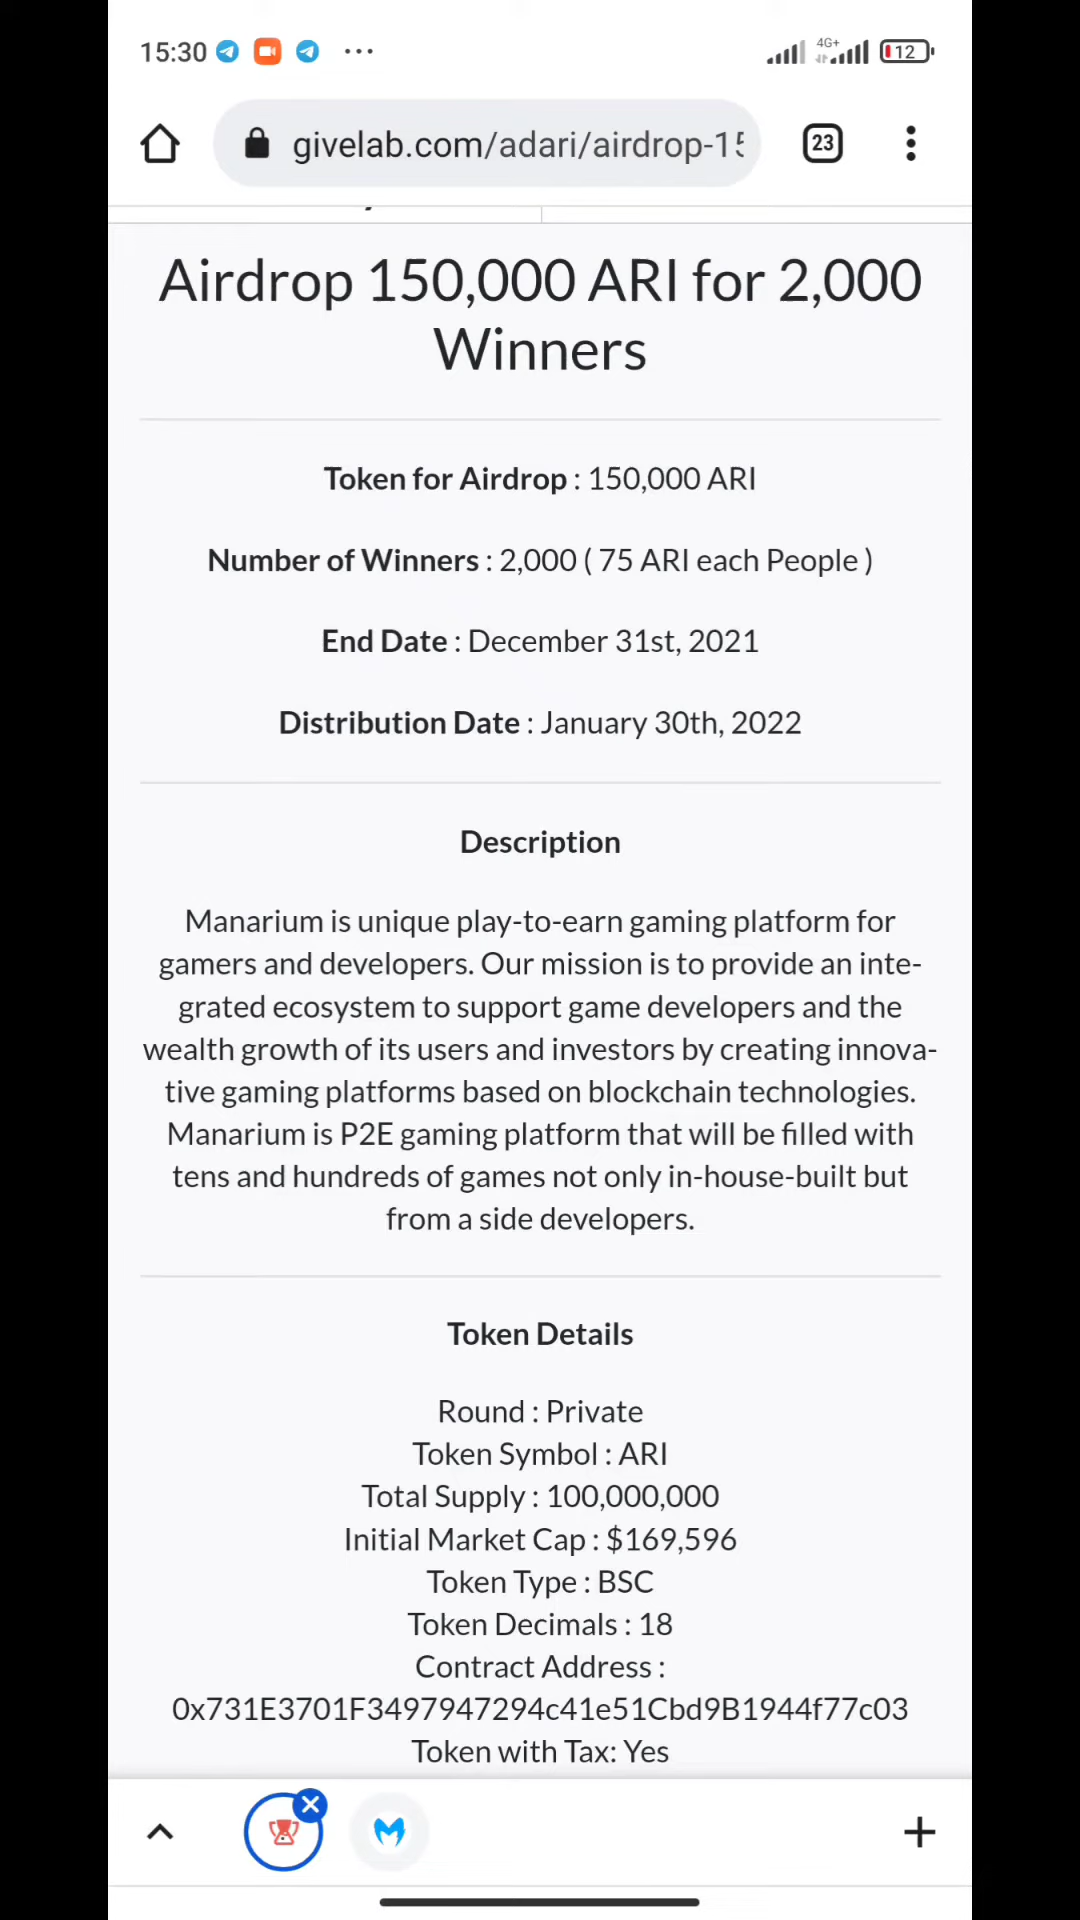 15:30
4G+
12
givelab.com/adari/airdrop-15
23
Airdrop 150,000 ARI for 2,000
Winners
Token for Airdrop : 150,000 ARI
Number of Winners : 2,000 ( 75 ARI each People )
End Date : December 31st, 2021
Distribution Date : January 30th, 2022
Description
Manarium is unique play-to-earn gaming platform for
gamers and developers. Our mission is to provide an inte-
grated ecosystem to support game developers and the
wealth growth of its users and investors by creating innova-
tive gaming platforms based on blockchain technologies.
Manarium is P2E gaming platform that will be filled with
tens and hundreds of games not only in-house-built but
from a side developers.
Token Details
Round : Private
Token Symbol : ARI
Total Supply : 100,000,000
Initial Market Cap : $169,596
Token Type : BSC
Token Decimals : 18
Contract Address :
0x731E3701F3497947294c41e51Cbd9B1944f77c03
Token with Tax: Yes